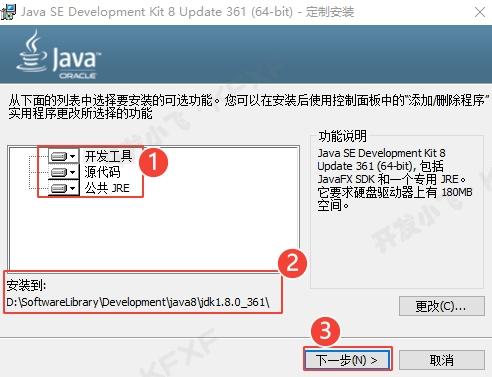 Java SE Development Kit 8 Update 361 (64-bit) - 定制安装
Java
ORACLE
从下面的列表中选择要安装的可选功能。您可以在安装后使用控制面板中的“添加/删除程序”
实用程序更改所选择的功能
开发工具
源代码
公共 JRE
1
功能说明
Java SE Development Kit 8
Update 361 (64-bit), 包括
JavaFX SDK 和一个专用 JRE。
它要求硬盘驱动器上有 180MB
空间。
2
安装到:
D:\SoftwareLibrary\Development\java8\jdk1.8.0_361\
更改(C)...
3
下一步(N) >
取消
开发小飞 KFXF